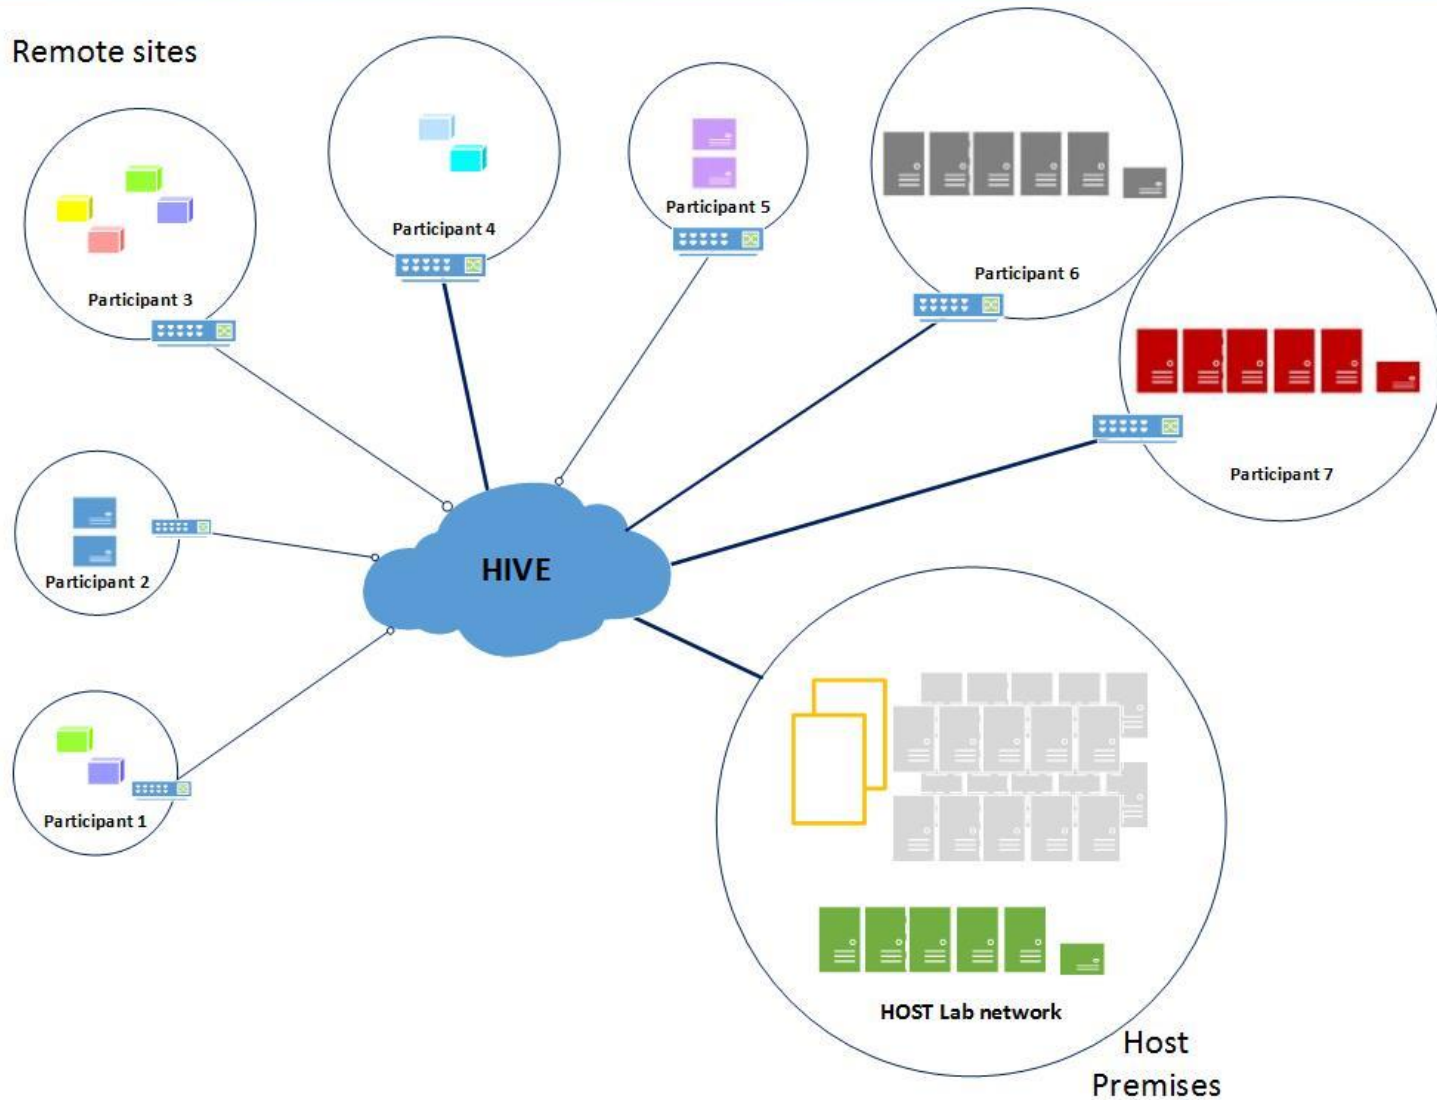 Remote sites
Participant 3
Participant 4
Participant 5
Participant 6
Participant 7
Participant 2
HIVE
Participant 1
HOST Lab network
Host
Premises